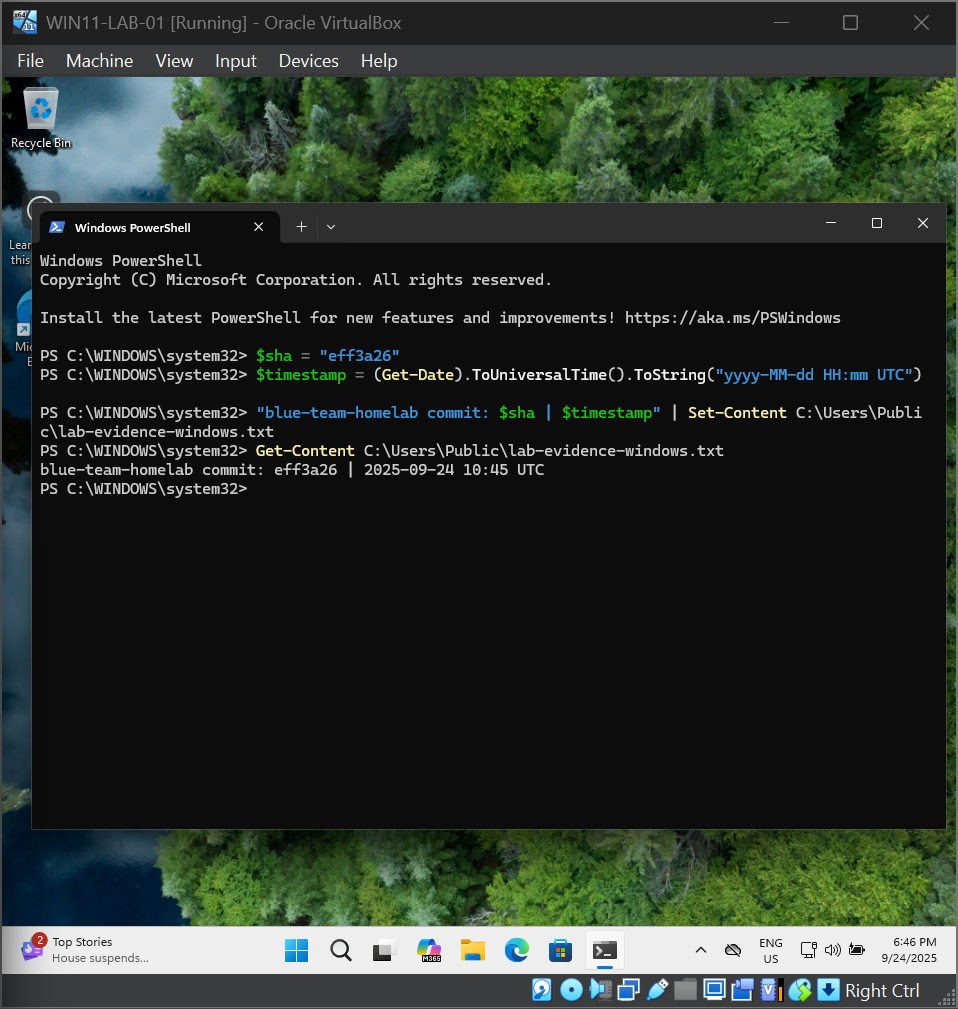 WIN11-LAB-01 [Running] - Oracle VirtualBox
File Machine View Input Devices Help
Recycle Bin
Windows PowerShell
Lear
this
Mic
E
Windows PowerShell
Copyright (C) Microsoft Corporation. All rights reserved.
Install the latest PowerShell for new features and improvements! https://aka.ms/PSWindows
PS C:\WINDOWS\system32> $sha = "eff3a26"
PS C:\WINDOWS\system32> $timestamp = (Get-Date).ToUniversalTime().ToString("yyyy-MM-dd HH:mm UTC")
PS C:\WINDOWS\system32> "blue-team-homelab commit: $sha | $timestamp" | Set-Content C:\Users\Publi
c\lab-evidence-windows.txt
PS C:\WINDOWS\system32> Get-Content C:\Users\Public\lab-evidence-windows.txt
blue-team-homelab commit: eff3a26 | 2025-09-24 10:45 UTC
PS C:\WINDOWS\system32>
2
Top Stories
House suspends...
M365
ENG
US
6:46 PM
9/24/2025
Right Ctrl